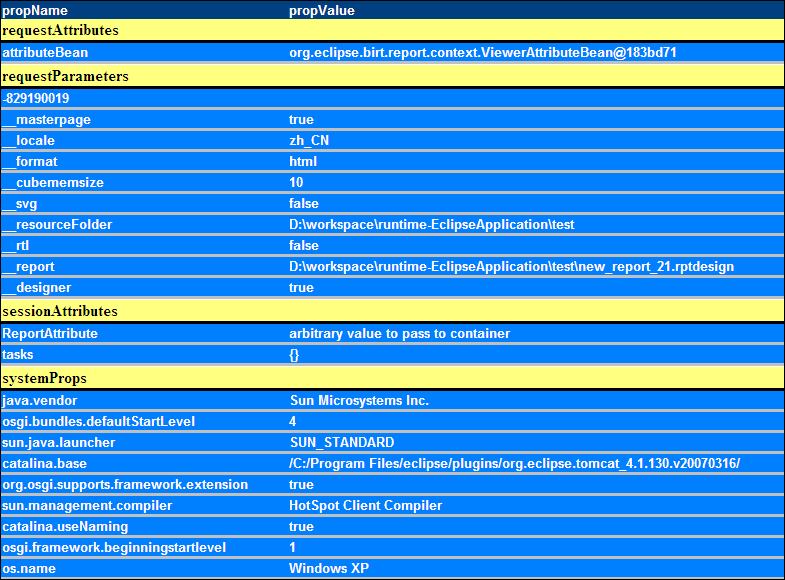 propName propValue
requestAttributes
attributeBean org.eclipse.birt.report.context.ViewerAttributeBean@183bd71
requestParameters
-829190019
__masterpage true
__locale zh_CN
__format html
__cubememsize 10
__svg false
__resourceFolder D:\workspace\runtime-EclipseApplication\test
__rtl false
__report D:\workspace\runtime-EclipseApplication\test\new_report_21.rptdesign
__designer true
sessionAttributes
ReportAttribute arbitrary value to pass to container
tasks {}
systemProps
java.vendor Sun Microsystems Inc.
osgi.bundles.defaultStartLevel 4
sun.java.launcher SUN_STANDARD
catalina.base /C:/Program Files/eclipse/plugins/org.eclipse.tomcat_4.1.130.v20070316/
org.osgi.supports.framework.extension true
sun.management.compiler HotSpot Client Compiler
catalina.useNaming true
osgi.framework.beginningstartlevel 1
os.name Windows XP